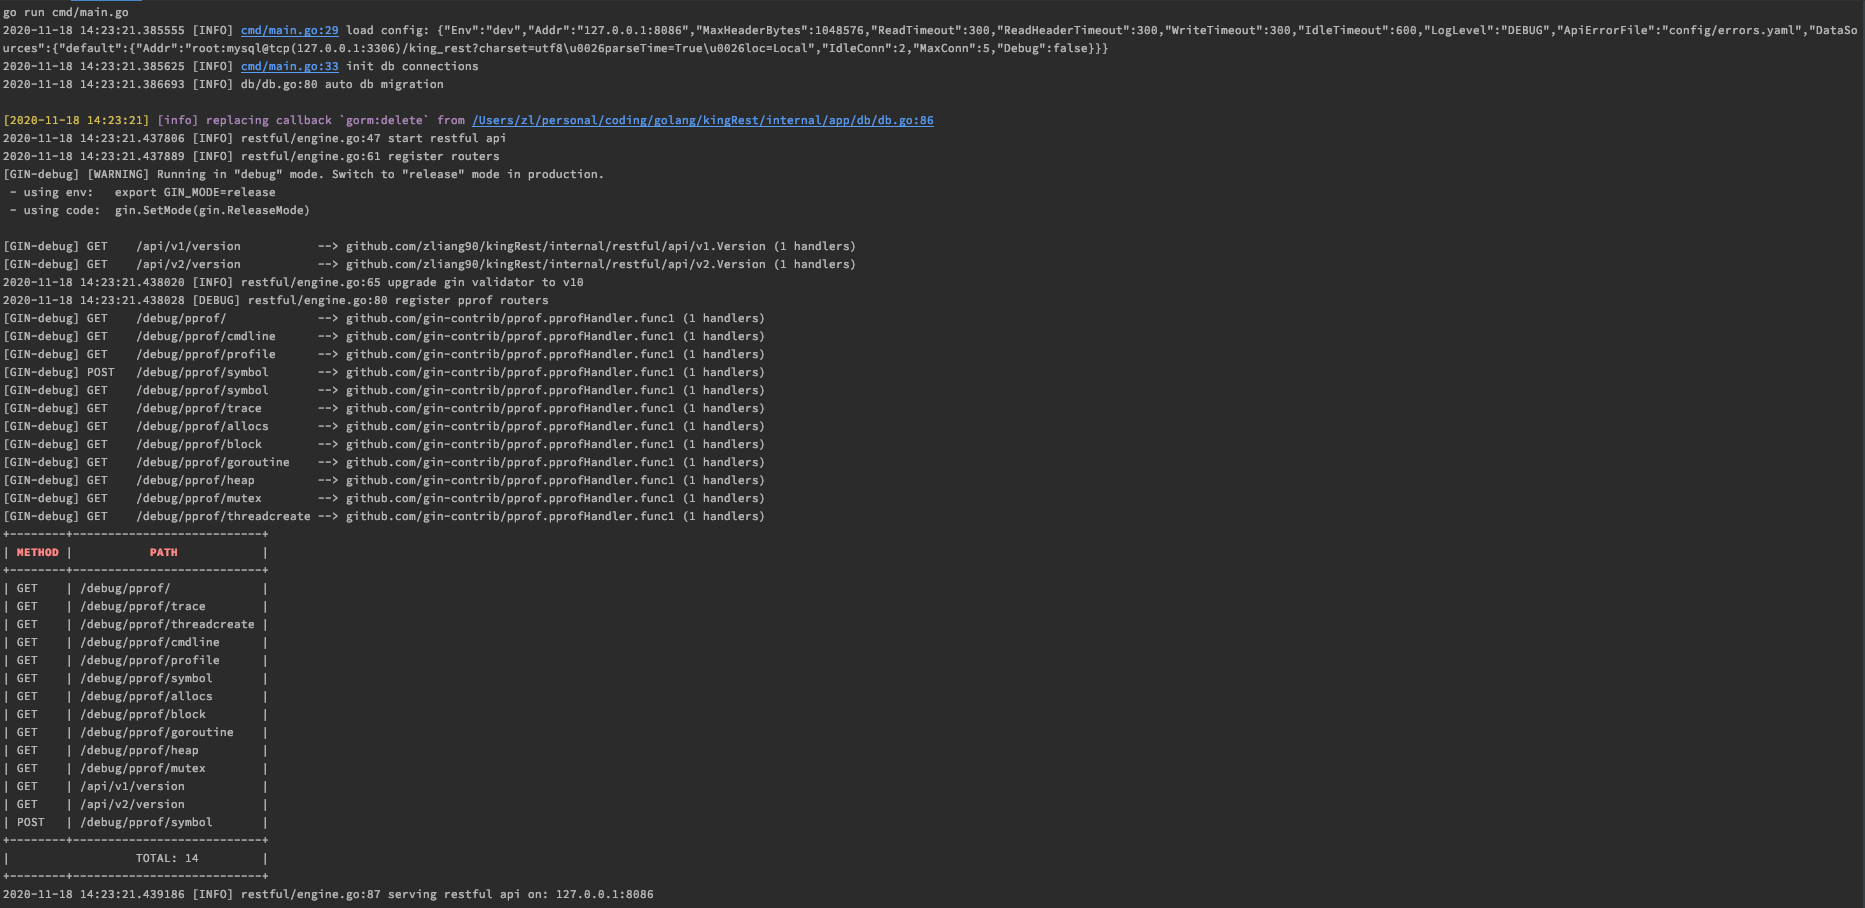 go run cmd/main.go
2020-11-18 14:23:21.385555 [INFO] cmd/main.go:29 load config: {"Env":"dev","Addr":"127.0.0.1:8086","MaxHeaderBytes":1048576,"ReadTimeout":300,"ReadHeaderTimeout":300,"WriteTimeout":300,"IdleTimeout":600,"LogLevel":"DEBUG","ApiErrorFile":"config/errors.yaml","DataSo
urces":{"default":{"Addr":"root:mysql@tcp(127.0.0.1:3306)/king_rest?charset=utf8\u0026parseTime=True\u0026loc=Local","IdleConn":2,"MaxConn":5,"Debug":false}}}
2020-11-18 14:23:21.385625 [INFO] cmd/main.go:33 init db connections
2020-11-18 14:23:21.386693 [INFO] db/db.go:80 auto db migration
[2020-11-18 14:23:21] [info] replacing callback `gorm:delete` from /Users/zl/personal/coding/golang/kingRest/internal/app/db/db.go:86
2020-11-18 14:23:21.437806 [INFO] restful/engine.go:47 start restful api
2020-11-18 14:23:21.437889 [INFO] restful/engine.go:61 register routers
[GIN-debug] [WARNING] Running in "debug" mode. Switch to "release" mode in production.
 - using env:   export GIN_MODE=release
 - using code:  gin.SetMode(gin.ReleaseMode)
[GIN-debug] GET    /api/v1/version           --> github.com/zliang90/kingRest/internal/restful/api/v1.Version (1 handlers)
[GIN-debug] GET    /api/v2/version           --> github.com/zliang90/kingRest/internal/restful/api/v2.Version (1 handlers)
2020-11-18 14:23:21.438020 [INFO] restful/engine.go:65 upgrade gin validator to v10
2020-11-18 14:23:21.438028 [DEBUG] restful/engine.go:80 register pprof routers
[GIN-debug] GET    /debug/pprof/             --> github.com/gin-contrib/pprof.pprofHandler.func1 (1 handlers)
[GIN-debug] GET    /debug/pprof/cmdline      --> github.com/gin-contrib/pprof.pprofHandler.func1 (1 handlers)
[GIN-debug] GET    /debug/pprof/profile      --> github.com/gin-contrib/pprof.pprofHandler.func1 (1 handlers)
[GIN-debug] POST   /debug/pprof/symbol       --> github.com/gin-contrib/pprof.pprofHandler.func1 (1 handlers)
[GIN-debug] GET    /debug/pprof/symbol       --> github.com/gin-contrib/pprof.pprofHandler.func1 (1 handlers)
[GIN-debug] GET    /debug/pprof/trace        --> github.com/gin-contrib/pprof.pprofHandler.func1 (1 handlers)
[GIN-debug] GET    /debug/pprof/allocs       --> github.com/gin-contrib/pprof.pprofHandler.func1 (1 handlers)
[GIN-debug] GET    /debug/pprof/block        --> github.com/gin-contrib/pprof.pprofHandler.func1 (1 handlers)
[GIN-debug] GET    /debug/pprof/goroutine    --> github.com/gin-contrib/pprof.pprofHandler.func1 (1 handlers)
[GIN-debug] GET    /debug/pprof/heap         --> github.com/gin-contrib/pprof.pprofHandler.func1 (1 handlers)
[GIN-debug] GET    /debug/pprof/mutex        --> github.com/gin-contrib/pprof.pprofHandler.func1 (1 handlers)
[GIN-debug] GET    /debug/pprof/threadcreate --> github.com/gin-contrib/pprof.pprofHandler.func1 (1 handlers)
+--------+---------------------------+
| METHOD |           PATH            |
+--------+---------------------------+
| GET    | /debug/pprof/             |
| GET    | /debug/pprof/trace        |
| GET    | /debug/pprof/threadcreate |
| GET    | /debug/pprof/cmdline      |
| GET    | /debug/pprof/profile      |
| GET    | /debug/pprof/symbol       |
| GET    | /debug/pprof/allocs       |
| GET    | /debug/pprof/block        |
| GET    | /debug/pprof/goroutine    |
| GET    | /debug/pprof/heap         |
| GET    | /debug/pprof/mutex        |
| GET    | /api/v1/version           |
| GET    | /api/v2/version           |
| POST   | /debug/pprof/symbol       |
+--------+---------------------------+
|                  TOTAL: 14         |
+--------+---------------------------+
2020-11-18 14:23:21.439186 [INFO] restful/engine.go:87 serving restful api on: 127.0.0.1:8086